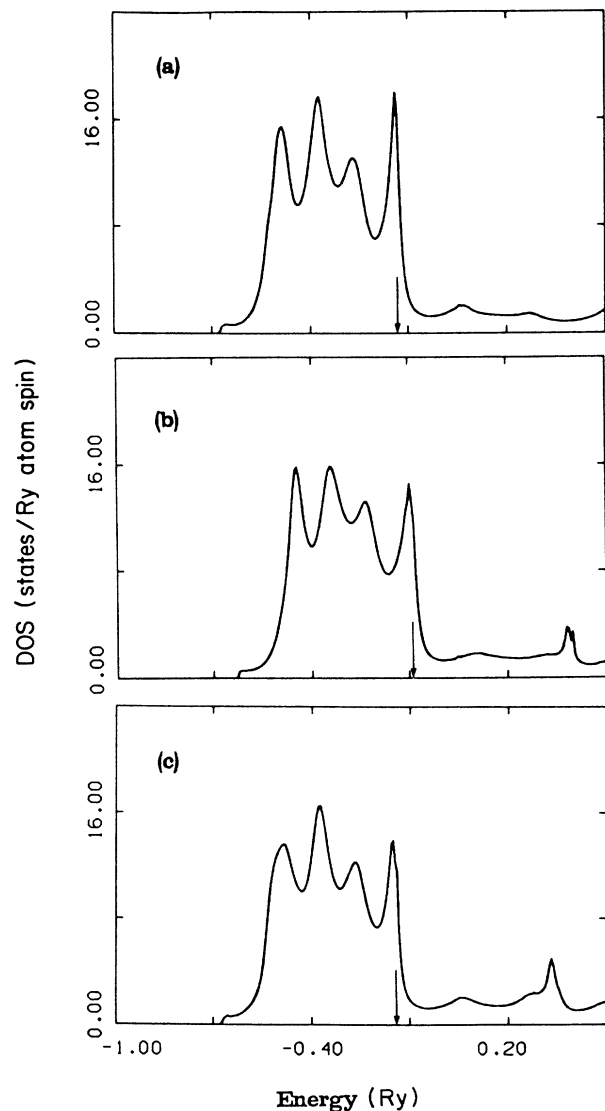 (a)
16.00
0.00
(b)
16.00
0.00
(c)
16.00
0.00
DOS (states/Ry atom spin)
-1.00 -0.40 0.20
Energy (Ry)